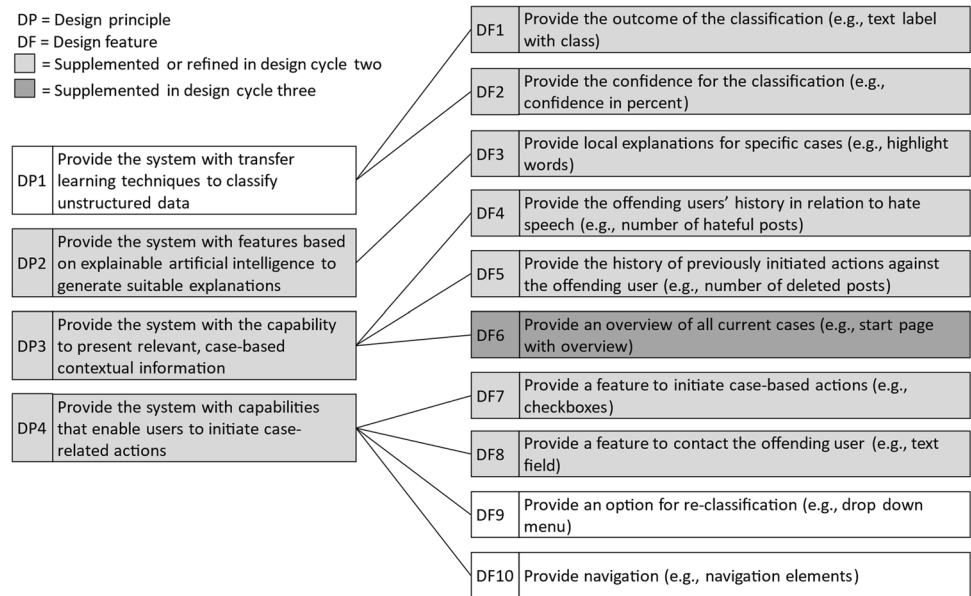 DP = Design principle
DF = Design feature
= Supplemented or refined in design cycle two
= Supplemented in design cycle three
DP1
Provide the system with transfer
learning techniques to classify
unstructured data
DP2
Provide the system with features based
on explainable artificial intelligence to
generate suitable explanations
DP3
Provide the system with the capability
to present relevant, case-based
contextual information
DP4
Provide the system with capabilities
that enable users to initiate case-
related actions
DF1
Provide the outcome of the classification (e.g., text label
with class)
DF2
Provide the confidence for the classification (e.g.,
confidence in percent)
DF3
Provide local explanations for specific cases (e.g., highlight
words)
DF4
Provide the offending users’ history in relation to hate
speech (e.g., number of hateful posts)
DF5
Provide the history of previously initiated actions against
the offending user (e.g., number of deleted posts)
DF6
Provide an overview of all current cases (e.g., start page
with overview)
DF7
Provide a feature to initiate case-based actions (e.g.,
checkboxes)
DF8
Provide a feature to contact the offending user (e.g., text
field)
DF9
Provide an option for re-classification (e.g., drop down
menu)
DF10
Provide navigation (e.g., navigation elements)